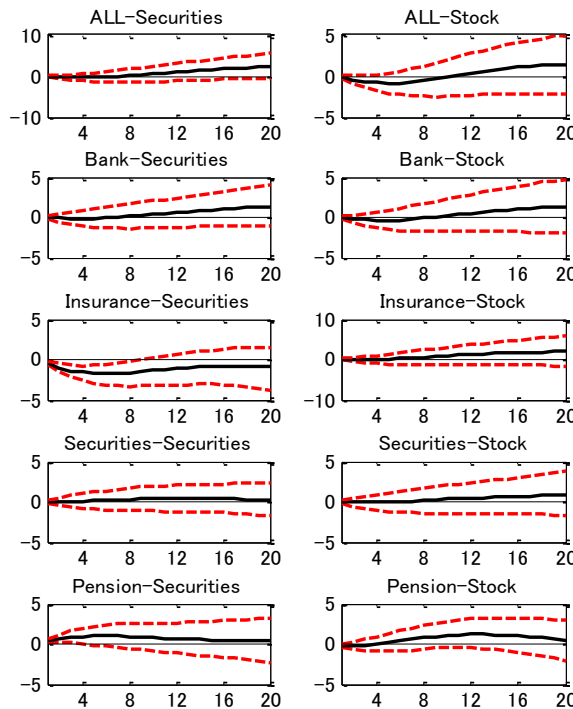 ALL-Securities
10
0
-10
4 8 12 16 20
ALL-Stock
5
0
-5
4 8 12 16 20
Bank-Securities
5
0
-5
4 8 12 16 20
Bank-Stock
5
0
-5
4 8 12 16 20
Insurance-Securities
5
0
-5
4 8 12 16 20
Insurance-Stock
10
0
-10
4 8 12 16 20
Securities-Securities
5
0
-5
4 8 12 16 20
Securities-Stock
5
0
-5
4 8 12 16 20
Pension-Securities
5
0
-5
4 8 12 16 20
Pension-Stock
5
0
-5
4 8 12 16 20